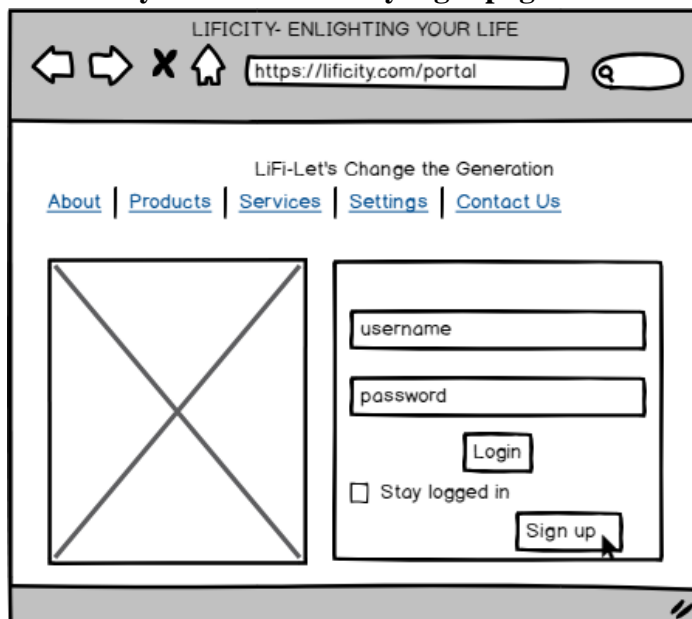 LIFICITY- ENLIGHTING YOUR LIFE
https://lificity.com/portal
LiFi-Let's Change the Generation
About | Products | Services | Settings | Contact Us
username
password
Login
Stay logged in
Sign up